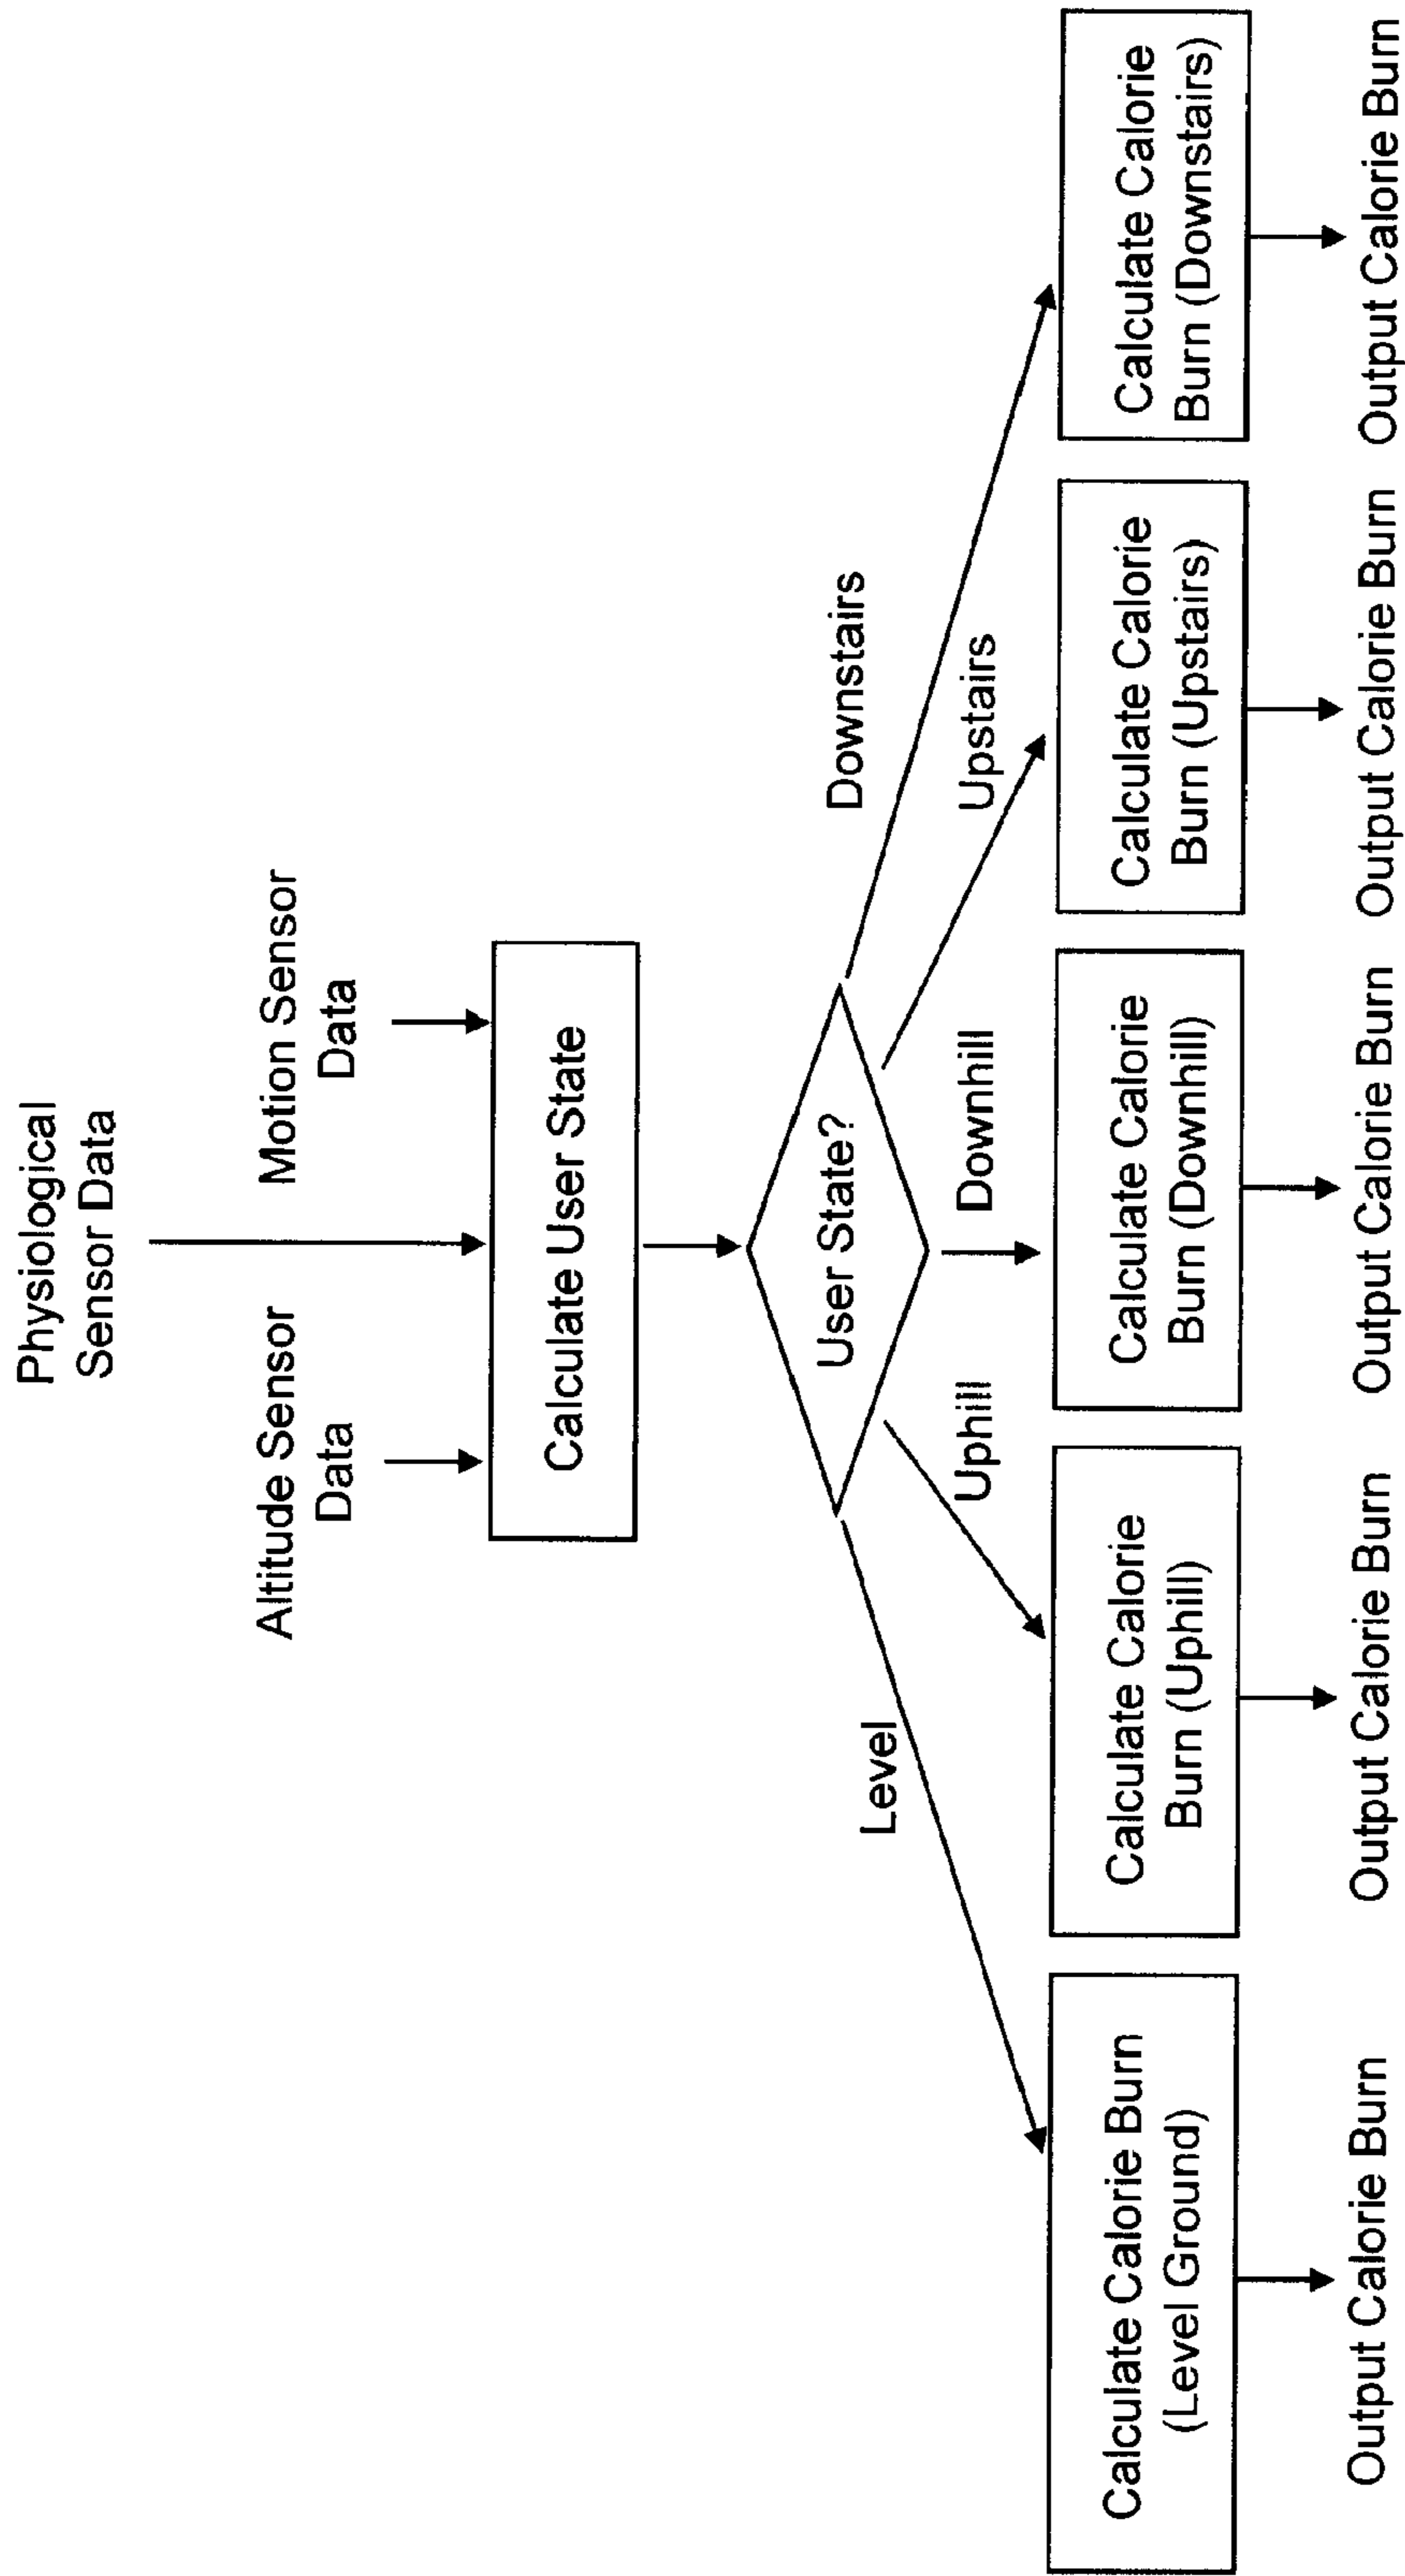 Physiological
Sensor Data
Altitude Sensor
Data
Motion Sensor
Data
Calculate User State
User State?
Level
Uphill
Downhill
Upstairs
Downstairs
Calculate Calorie Burn
(Level Ground)
Calculate Calorie
Burn (Uphill)
Calculate Calorie
Burn (Downhill)
Calculate Calorie
Burn (Upstairs)
Calculate Calorie
Burn (Downstairs)
Output Calorie Burn
Output Calorie Burn
Output Calorie Burn
Output Calorie Burn
Output Calorie Burn